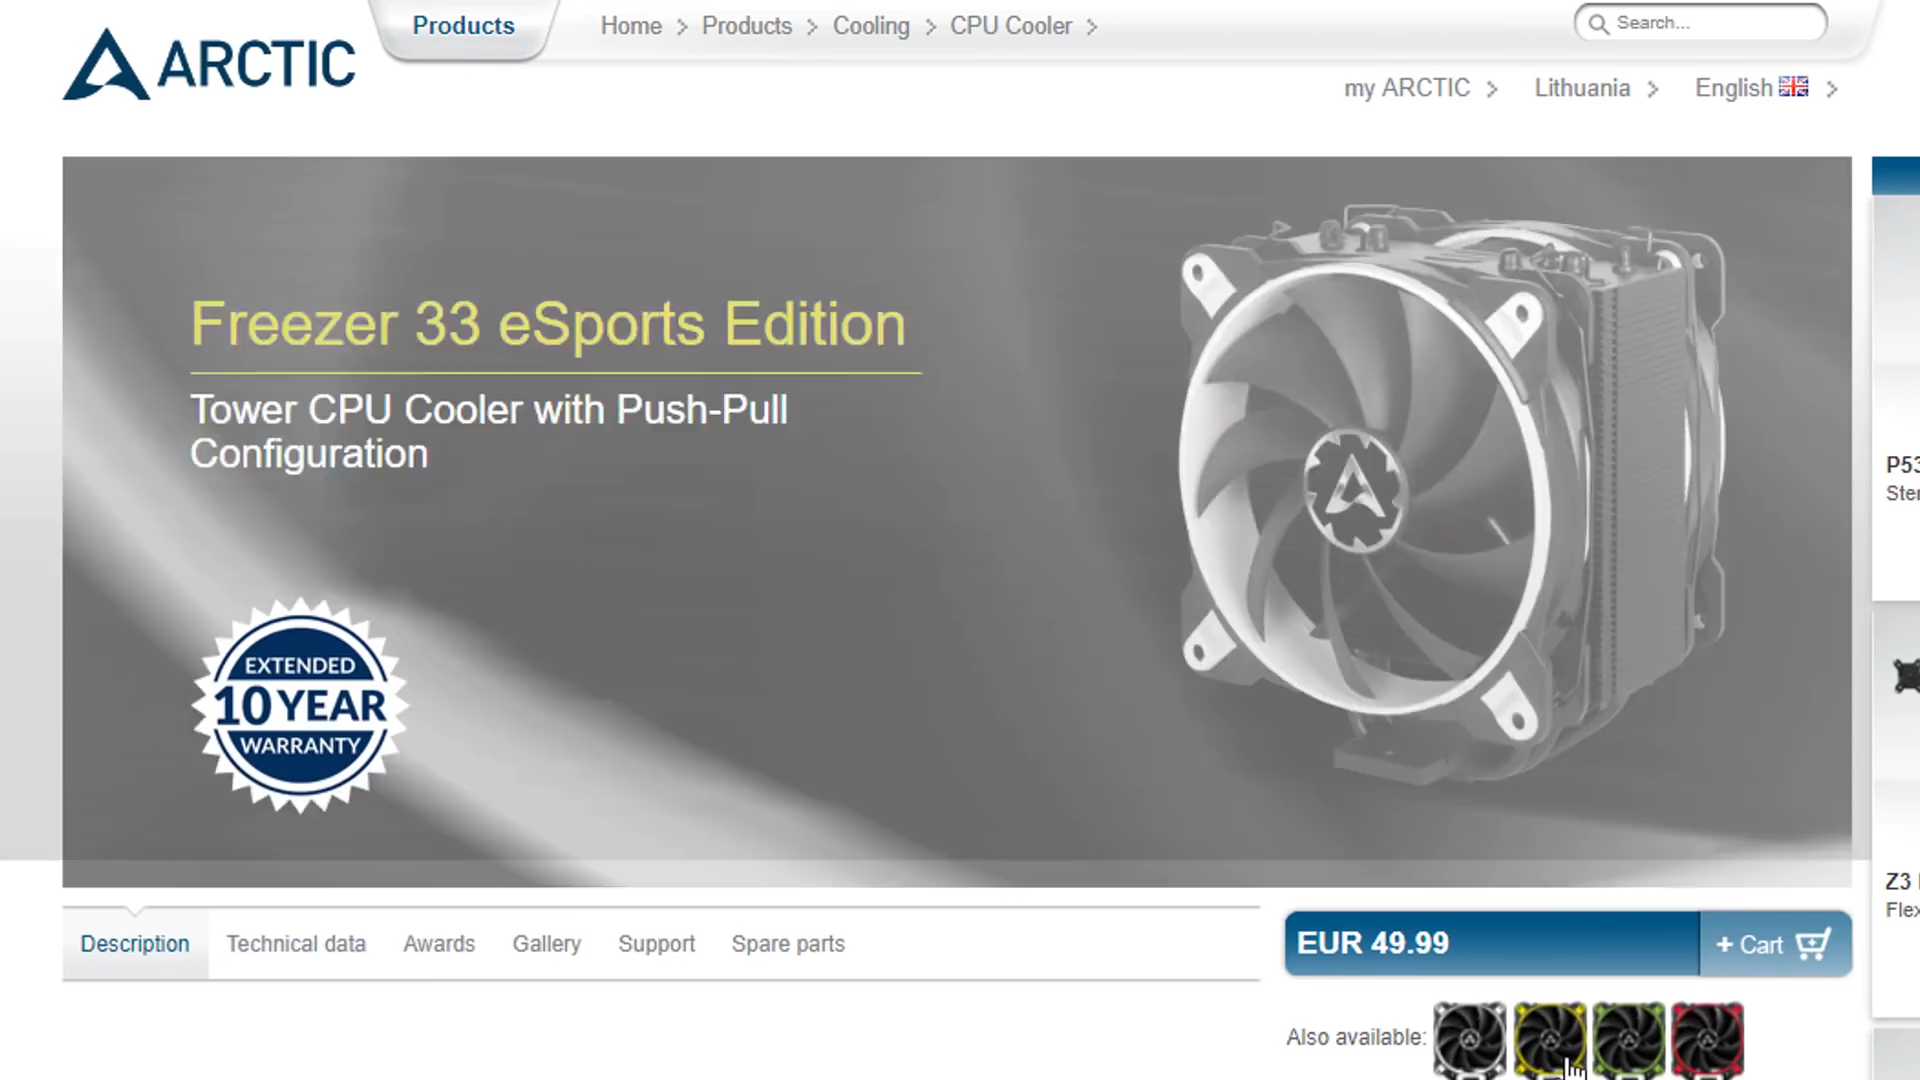 Products
Home
Products
Cooling
CPU Cooler
Search...
ARCTIC
my ARCTIC
Lithuania
English
Freezer 33 eSports Edition
Tower CPU Cooler with Push-Pull
Configuration
EXTENDED
10 YEAR
WARRANTY
P53
Z3
Description
Technical data
Awards
Gallery
Support
Spare parts
EUR 49.99
+ Cart
Also available: